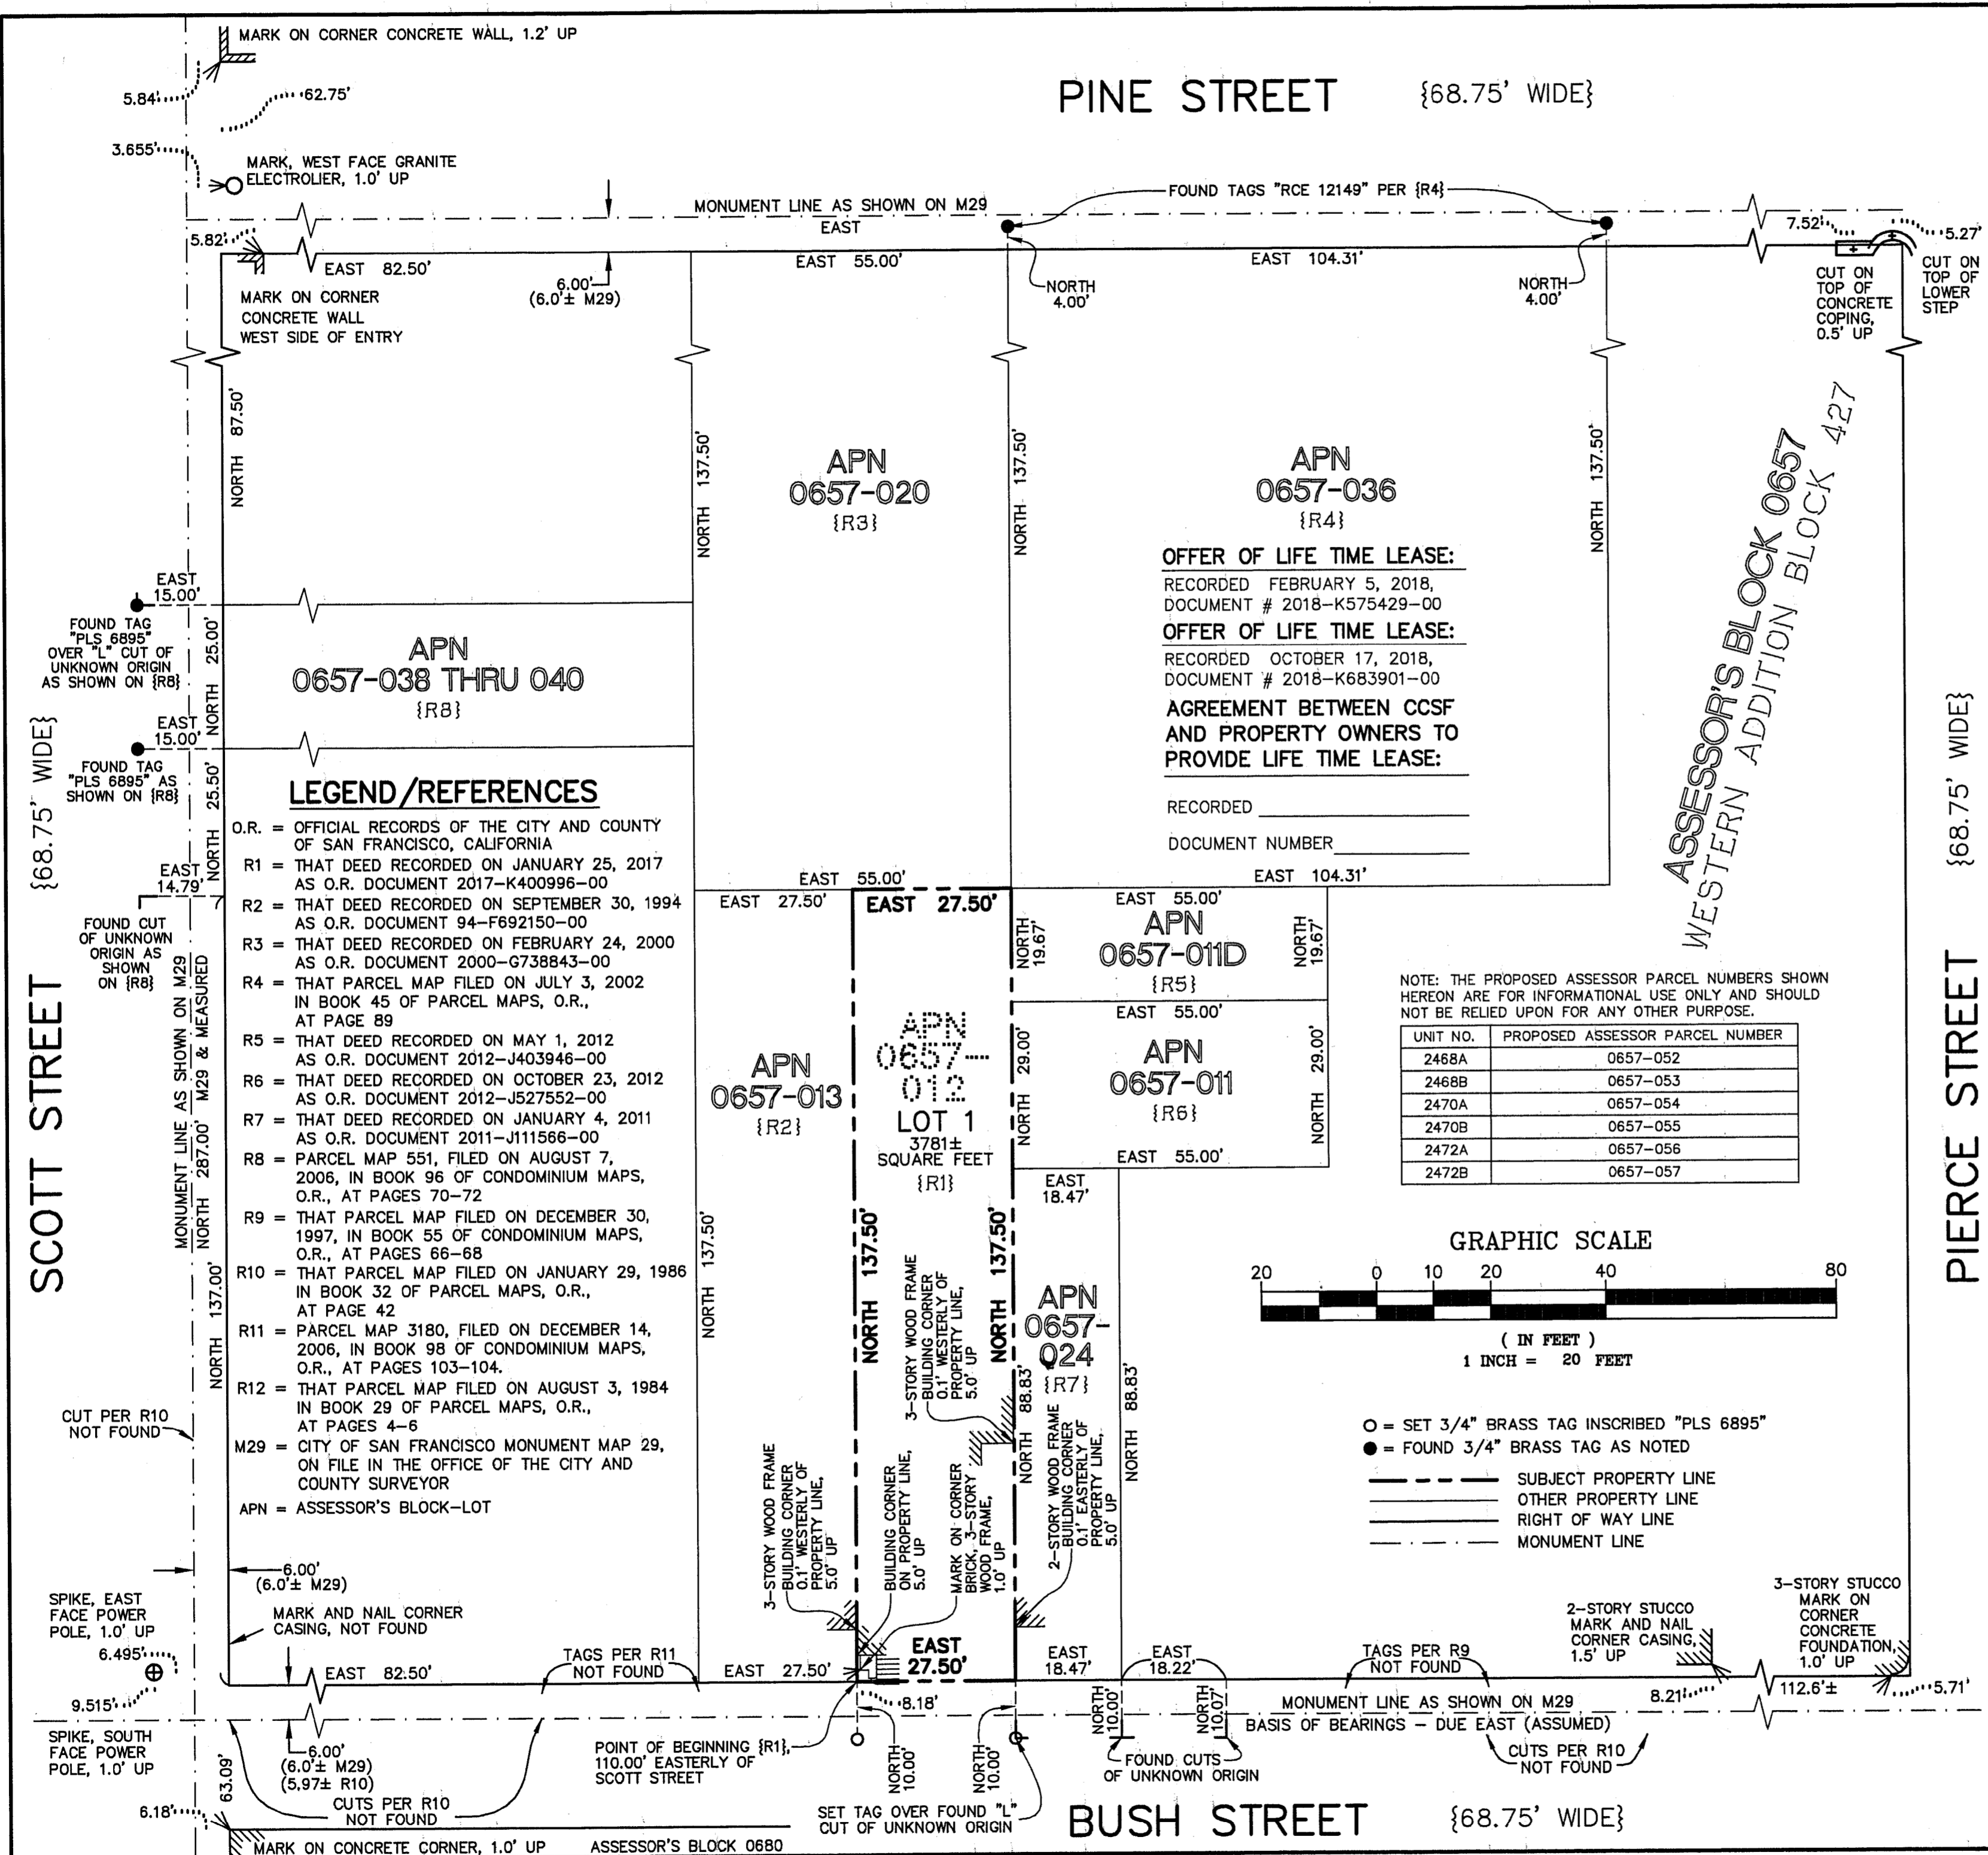 MARK ON CORNER CONCRETE WALL, 1.2' UP
5.84'
62.75'
3.655'
MARK, WEST FACE GRANITE
ELECTROLIER, 1.0' UP
PINE STREET {68.75' WIDE}
MONUMENT LINE AS SHOWN ON M29
EAST
FOUND TAGS "RCE 12149" PER {R4}
5.82'
EAST 82.50'
6.00'
(6.0'± M29)
EAST 55.00'
EAST 104.31'
NORTH
4.00'
NORTH
4.00'
7.52'
5.27'
CUT ON
TOP OF
CONCRETE
COPING,
0.5' UP
CUT ON
TOP OF
LOWER
STEP
MARK ON CORNER
CONCRETE WALL
WEST SIDE OF ENTRY
NORTH 87.50'
NORTH 137.50'
NORTH 137.50'
NORTH 137.50'
APN
0657-020
{R3}
APN
0657-036
{R4}
OFFER OF LIFE TIME LEASE:
RECORDED FEBRUARY 5, 2018,
DOCUMENT # 2018-K575429-00
OFFER OF LIFE TIME LEASE:
RECORDED OCTOBER 17, 2018,
DOCUMENT # 2018-K683901-00
AGREEMENT BETWEEN CCSF
AND PROPERTY OWNERS TO
PROVIDE LIFE TIME LEASE:
RECORDED
DOCUMENT NUMBER
EAST 104.31'
ASSESSOR'S BLOCK 0657
WESTERN ADDITION BLOCK 427
EAST
15.00'
FOUND TAG
"PLS 6895"
OVER "L" CUT OF
UNKNOWN ORIGIN
AS SHOWN ON {R8}
NORTH 25.00'
APN
0657-038 THRU 040
{R8}
EAST
15.00'
FOUND TAG
"PLS 6895" AS
SHOWN ON {R8}
NORTH 25.50'
EAST
14.79'
FOUND CUT
OF UNKNOWN
ORIGIN AS
SHOWN
ON {R8}
SCOTT STREET {68.75' WIDE}
MONUMENT LINE AS SHOWN ON M29
NORTH 287.00' M29 & MEASURED
NORTH 137.00'
LEGEND/REFERENCES
O.R. = OFFICIAL RECORDS OF THE CITY AND COUNTY
OF SAN FRANCISCO, CALIFORNIA
R1 = THAT DEED RECORDED ON JANUARY 25, 2017
AS O.R. DOCUMENT 2017-K400996-00
R2 = THAT DEED RECORDED ON SEPTEMBER 30, 1994
AS O.R. DOCUMENT 94-F692150-00
R3 = THAT DEED RECORDED ON FEBRUARY 24, 2000
AS O.R. DOCUMENT 2000-G738843-00
R4 = THAT PARCEL MAP FILED ON JULY 3, 2002
IN BOOK 45 OF PARCEL MAPS, O.R.,
AT PAGE 89
R5 = THAT DEED RECORDED ON MAY 1, 2012
AS O.R. DOCUMENT 2012-J403946-00
R6 = THAT DEED RECORDED ON OCTOBER 23, 2012
AS O.R. DOCUMENT 2012-J527552-00
R7 = THAT DEED RECORDED ON JANUARY 4, 2011
AS O.R. DOCUMENT 2011-J111566-00
R8 = PARCEL MAP 551, FILED ON AUGUST 7,
2006, IN BOOK 96 OF CONDOMINIUM MAPS,
O.R., AT PAGES 70-72
R9 = THAT PARCEL MAP FILED ON DECEMBER 30,
1997, IN BOOK 55 OF CONDOMINIUM MAPS,
O.R., AT PAGES 66-68
R10 = THAT PARCEL MAP FILED ON JANUARY 29, 1986
IN BOOK 32 OF PARCEL MAPS, O.R.,
AT PAGE 42
R11 = PARCEL MAP 3180, FILED ON DECEMBER 14,
2006, IN BOOK 98 OF CONDOMINIUM MAPS,
O.R., AT PAGES 103-104.
R12 = THAT PARCEL MAP FILED ON AUGUST 3, 1984
IN BOOK 29 OF PARCEL MAPS, O.R.,
AT PAGES 4-6
M29 = CITY OF SAN FRANCISCO MONUMENT MAP 29,
ON FILE IN THE OFFICE OF THE CITY AND
COUNTY SURVEYOR
APN = ASSESSOR'S BLOCK-LOT
EAST 55.00'
EAST 27.50'
EAST 27.50'
NORTH 137.50'
APN
0657-013
{R2}
APN
0657-
012
LOT 1
3781±
SQUARE FEET
{R1}
NORTH 137.50'
NORTH 137.50'
EAST 55.00'
NORTH
19.67'
APN
0657-011D
{R5}
NORTH
19.67'
EAST 55.00'
NORTH 29.00'
APN
0657-011
{R6}
NORTH 29.00'
EAST 55.00'
EAST
18.47'
APN
0657-
024
{R7}
NORTH 88.83'
NORTH 88.83'
NOTE: THE PROPOSED ASSESSOR PARCEL NUMBERS SHOWN
HEREON ARE FOR INFORMATIONAL USE ONLY AND SHOULD
NOT BE RELIED UPON FOR ANY OTHER PURPOSE.
UNIT NO. PROPOSED ASSESSOR PARCEL NUMBER
2468A 0657-052
2468B 0657-053
2470A 0657-054
2470B 0657-055
2472A 0657-056
2472B 0657-057
PIERCE STREET {68.75' WIDE}
GRAPHIC SCALE
20 0 10 20 40 80
( IN FEET )
1 INCH = 20 FEET
O = SET 3/4" BRASS TAG INSCRIBED "PLS 6895"
● = FOUND 3/4" BRASS TAG AS NOTED
SUBJECT PROPERTY LINE
OTHER PROPERTY LINE
RIGHT OF WAY LINE
MONUMENT LINE
3-STORY WOOD FRAME
BUILDING CORNER
0.1' WESTERLY OF
PROPERTY LINE,
5.0' UP
BUILDING CORNER
ON PROPERTY LINE,
5.0' UP
3-STORY WOOD FRAME
BUILDING CORNER
0.1' WESTERLY OF
PROPERTY LINE,
5.0' UP
MARK ON CORNER
BRICK, 3-STORY
WOOD FRAME,
1.0' UP
2-STORY WOOD FRAME
BUILDING CORNER
0.1' EASTERLY OF
PROPERTY LINE,
5.0' UP
CUT PER R10
NOT FOUND
6.00'
(6.0'± M29)
SPIKE, EAST
FACE POWER
POLE, 1.0' UP
6.495'
9.515'
SPIKE, SOUTH
FACE POWER
POLE, 1.0' UP
MARK AND NAIL CORNER
CASING, NOT FOUND
EAST 82.50'
TAGS PER R11
NOT FOUND
EAST 27.50'
EAST
27.50'
EAST
18.47'
EAST
18.22'
TAGS PER R9
NOT FOUND
2-STORY STUCCO
MARK AND NAIL
CORNER CASING,
1.5' UP
3-STORY STUCCO
MARK ON
CORNER
CONCRETE
FOUNDATION,
1.0' UP
8.18'
NORTH
10.00'
NORTH
10.00'
NORTH
10.00'
NORTH
10.07'
8.21'
112.6'±
5.71'
MONUMENT LINE AS SHOWN ON M29
BASIS OF BEARINGS - DUE EAST (ASSUMED)
CUTS PER R10
NOT FOUND
FOUND CUTS
OF UNKNOWN ORIGIN
POINT OF BEGINNING {R1},
110.00' EASTERLY OF
SCOTT STREET
6.00'
(6.0'± M29)
(5.97± R10)
63.09'
CUTS PER R10
NOT FOUND
6.18'
SET TAG OVER FOUND "L"
CUT OF UNKNOWN ORIGIN
BUSH STREET {68.75' WIDE}
MARK ON CONCRETE CORNER, 1.0' UP
ASSESSOR'S BLOCK 0680